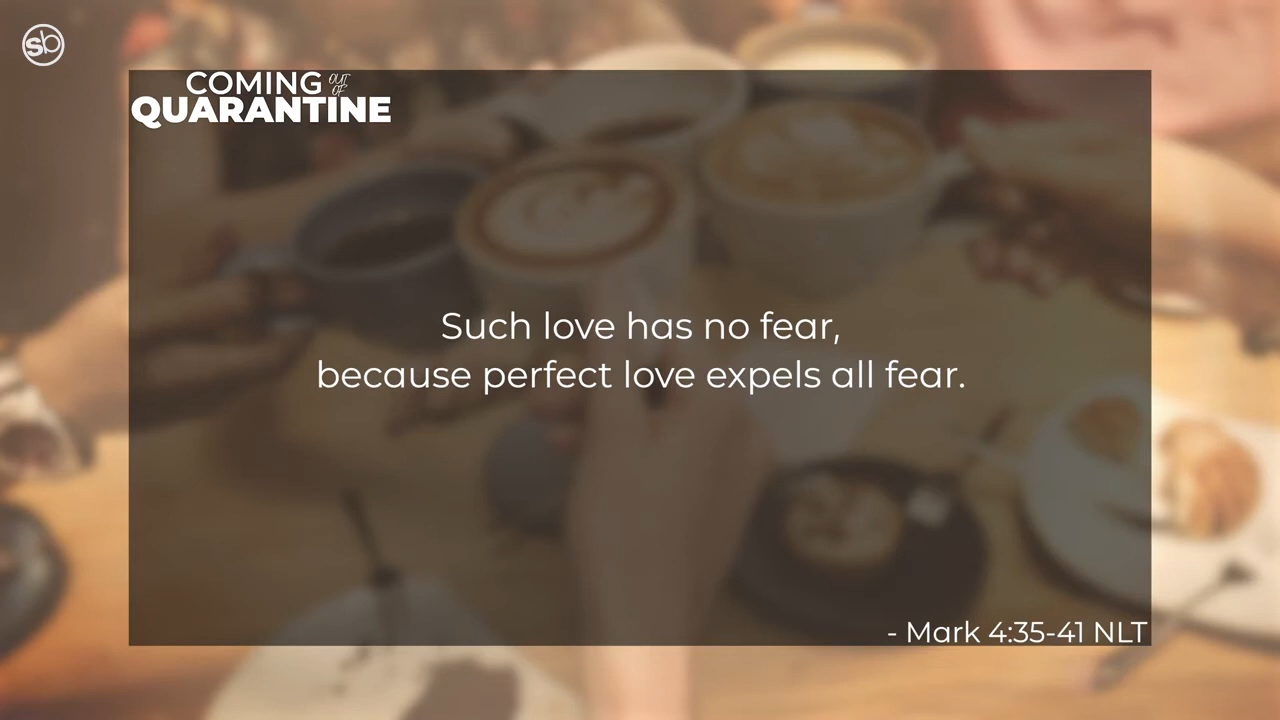 sb
COMING OUT OF
QUARANTINE
Such love has no fear,
because perfect love expels all fear.
- Mark 4:35-41 NLT